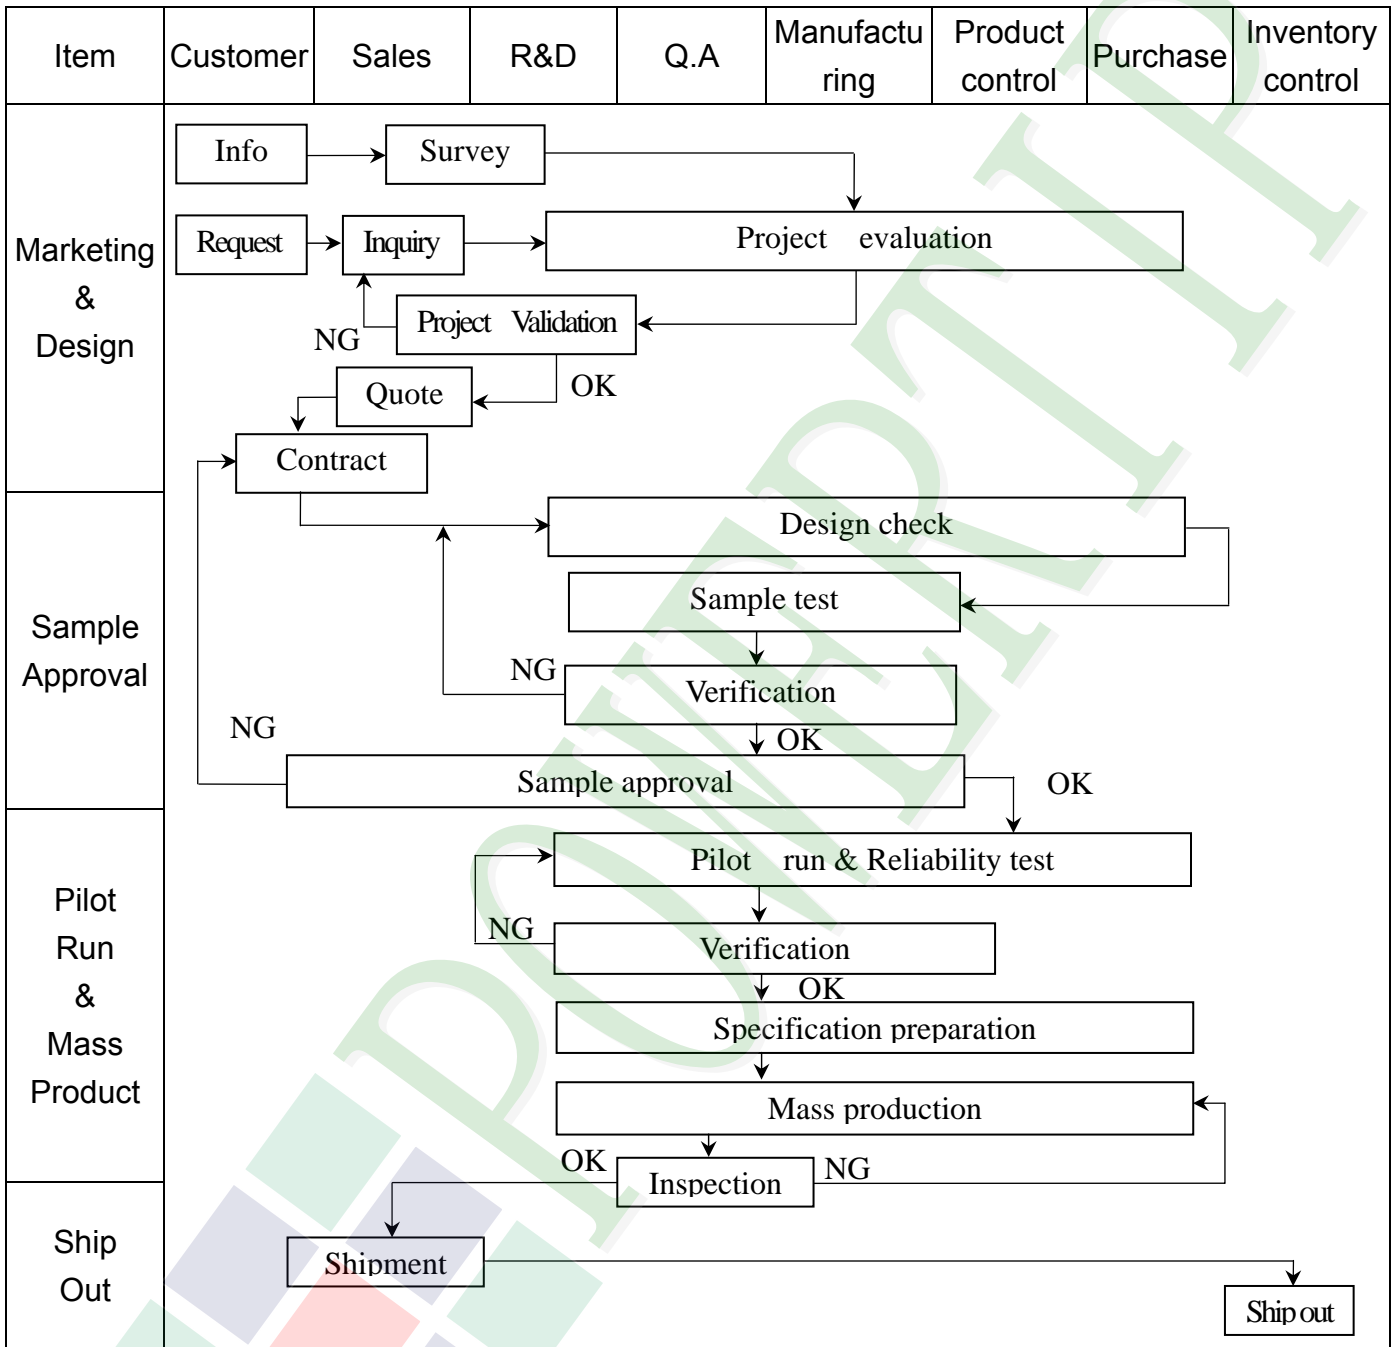 Item
Customer
Sales
R&D
Q.A
Manufactu
ring
Product
control
Purchase
Inventory
control
Marketing
&
Design
Info
Survey
Request
Inquiry
Project evaluation
NG
Project Validation
OK
Quote
Contract
Sample
Approval
Design check
Sample test
NG
Verification
NG
OK
Sample approval
OK
Pilot
Run
&
Mass
Product
Pilot run & Reliability test
NG
Verification
OK
Specification preparation
Mass production
OK
Inspection
NG
Ship
Out
Shipment
Ship out
POWERTIP